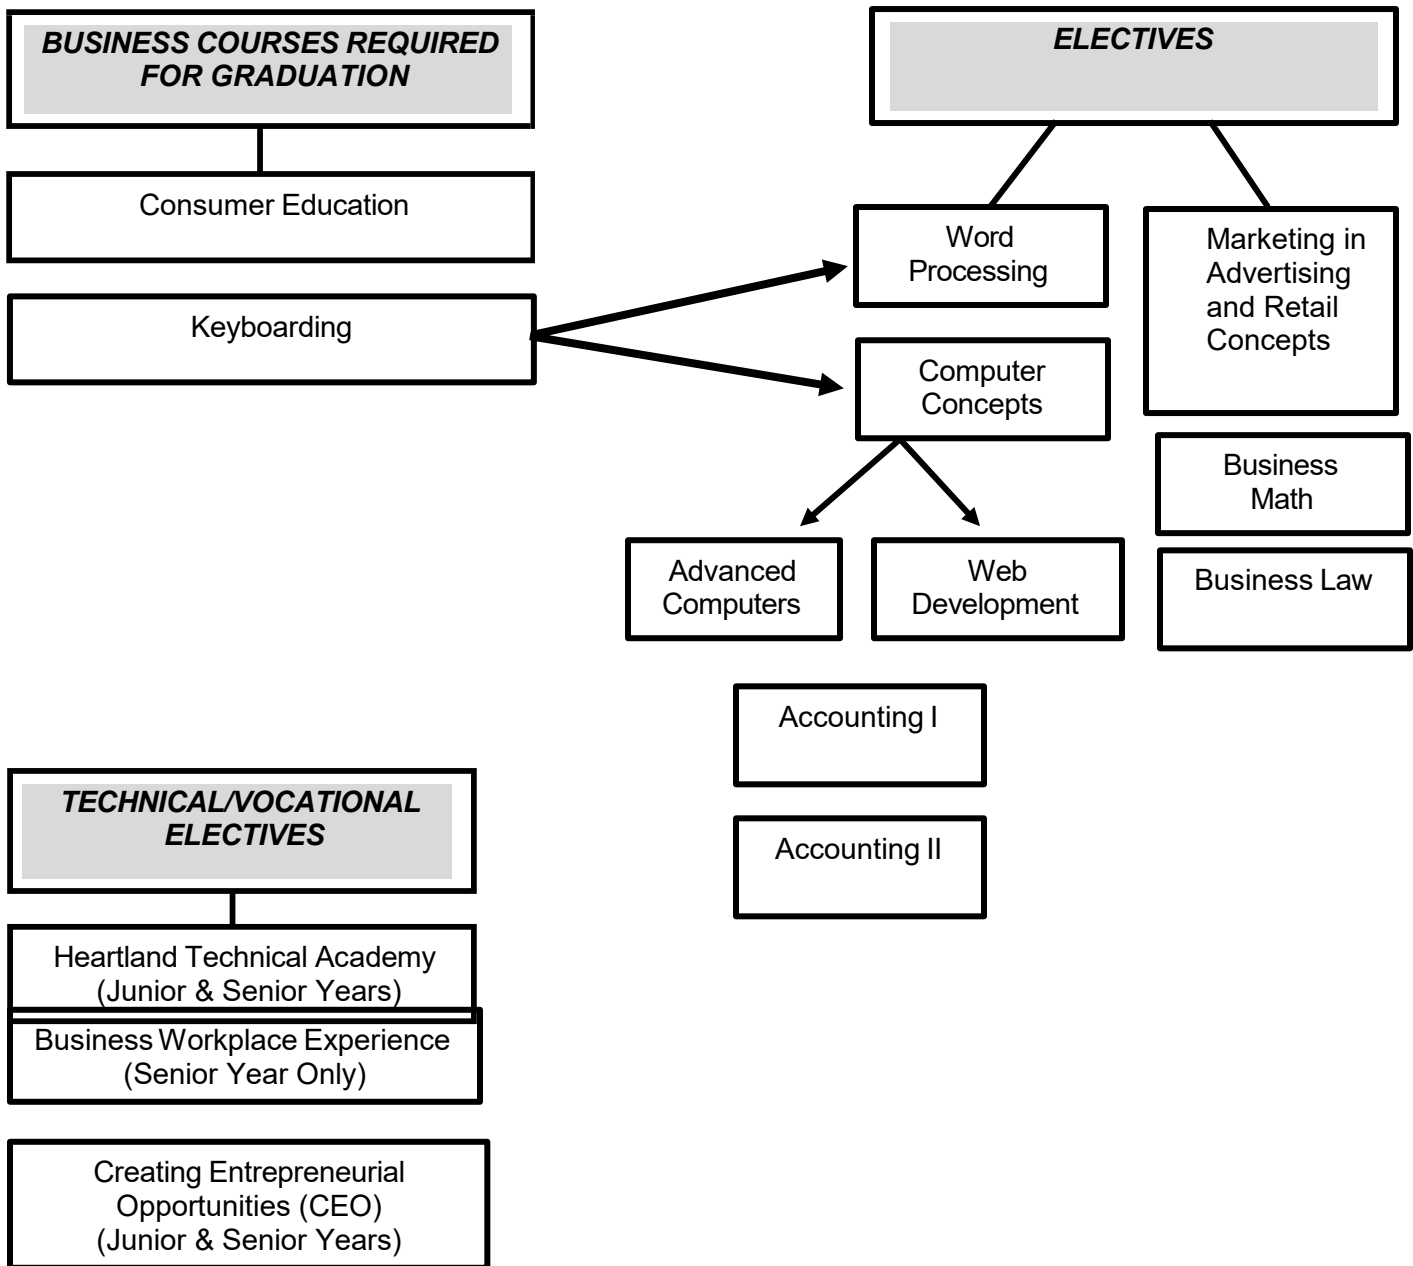 BUSINESS COURSES REQUIRED
FOR GRADUATION
Consumer Education
Keyboarding
ELECTIVES
Word
Processing
Marketing in
Advertising
and Retail
Concepts
Computer
Concepts
Business
Math
Advanced
Computers
Web
Development
Business Law
Accounting I
Accounting II
TECHNICAL/VOCATIONAL
ELECTIVES
Heartland Technical Academy
(Junior & Senior Years)
Business Workplace Experience
(Senior Year Only)
Creating Entrepreneurial
Opportunities (CEO)
(Junior & Senior Years)